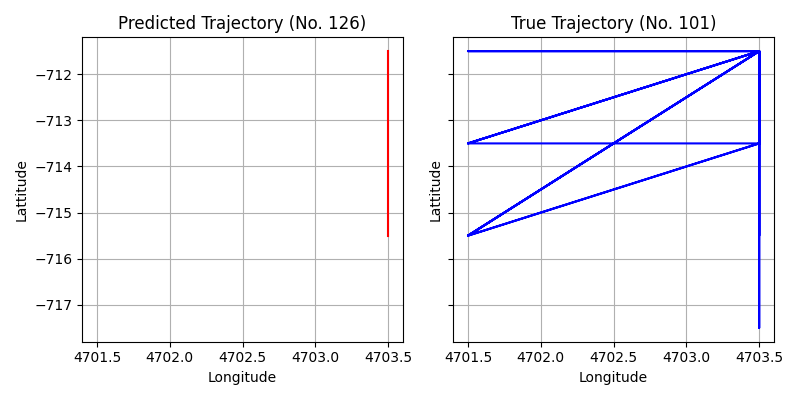 Predicted Trajectory (No. 126)
True Trajectory (No. 101)
Lattitude
−712
−713
−714
−715
−716
−717
4701.5 4702.0 4702.5 4703.0 4703.5
Longitude
Lattitude
4701.5 4702.0 4702.5 4703.0 4703.5
Longitude